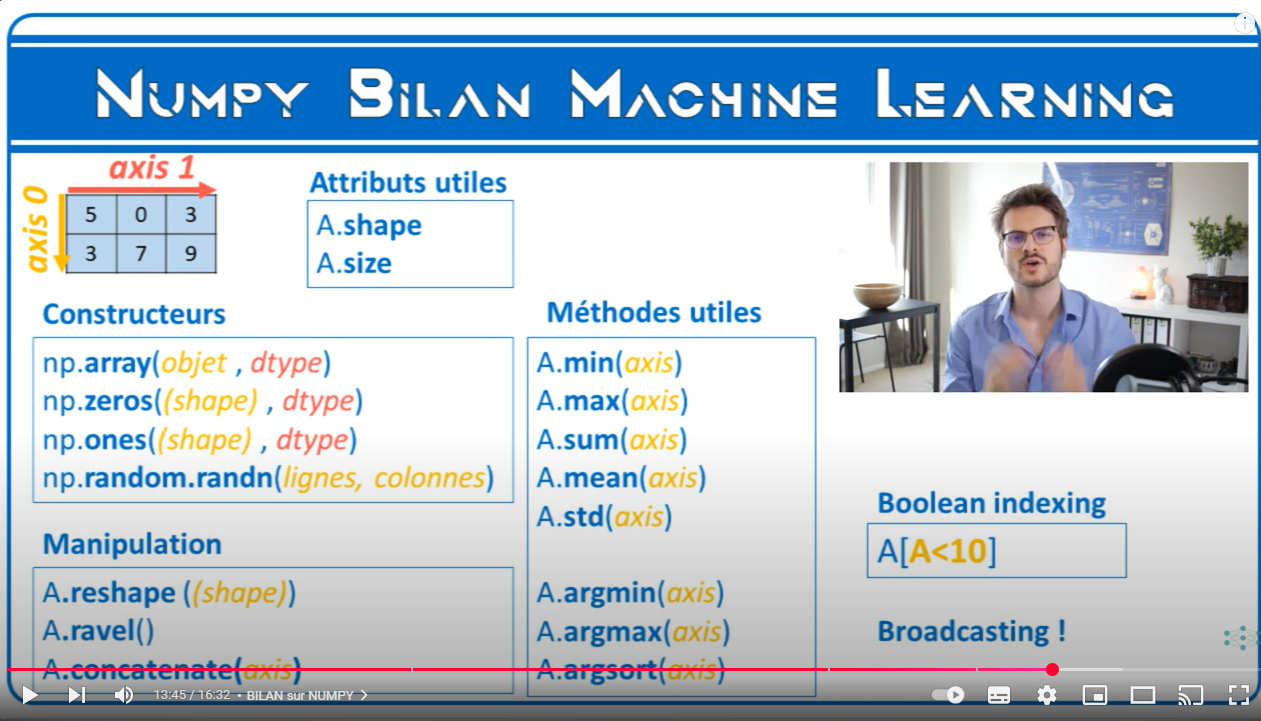 NUMPY BILAN MACHINE LEARNING
axis 1
axis 0
5 0 3
3 7 9
Attributs utiles
A.shape
A.size
Constructeurs
np.array(objet , dtype)
np.zeros((shape) , dtype)
np.ones((shape) , dtype)
np.random.randn(lignes, colonnes)
Manipulation
A.reshape ((shape))
A.ravel()
A.concatenate(axis)
Méthodes utiles
A.min(axis)
A.max(axis)
A.sum(axis)
A.mean(axis)
A.std(axis)
A.argmin(axis)
A.argmax(axis)
A.argsort(axis)
Boolean indexing
A[A<10]
Broadcasting !
13:45 / 16:32 • BILAN sur NUMPY